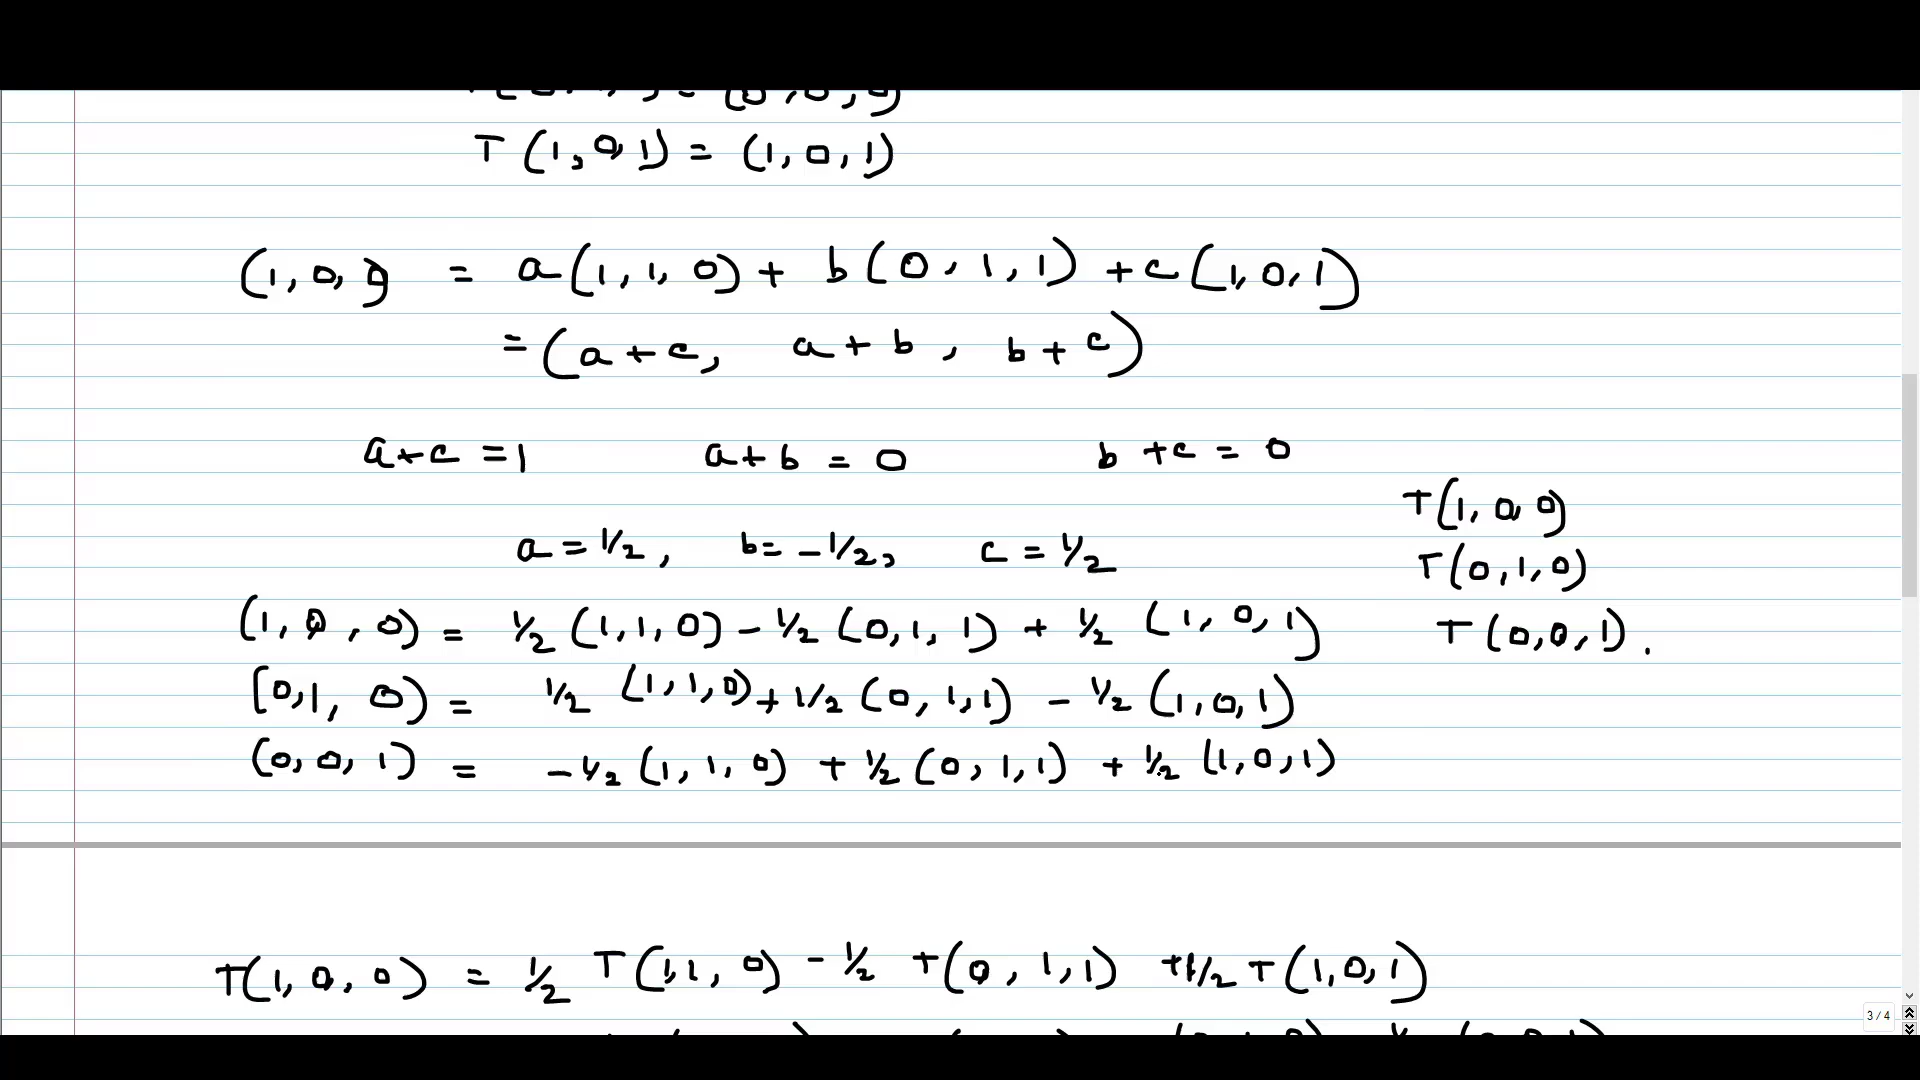 T(1,0,1) = (1,0,1)
(1,0,0) = a(1,1,0) + b(0,1,1) + c(1,0,1)
= (a+c, a+b, b+c)
a+c = 1 a+b = 0 b+c = 0
T(1,0,0)
a = 1/2, b = -1/2, c = 1/2
T(0,1,0)
(1,0,0) = 1/2 (1,1,0) - 1/2 (0,1,1) + 1/2 (1,0,1)
T(0,0,1).
(0,1,0) = 1/2 (1,1,0) + 1/2 (0,1,1) - 1/2 (1,0,1)
(0,0,1) = -1/2 (1,1,0) + 1/2 (0,1,1) + 1/2 (1,0,1)
T(1,0,0) = 1/2 T(1,1,0) - 1/2 T(0,1,1) + 1/2 T(1,0,1)
3 / 4